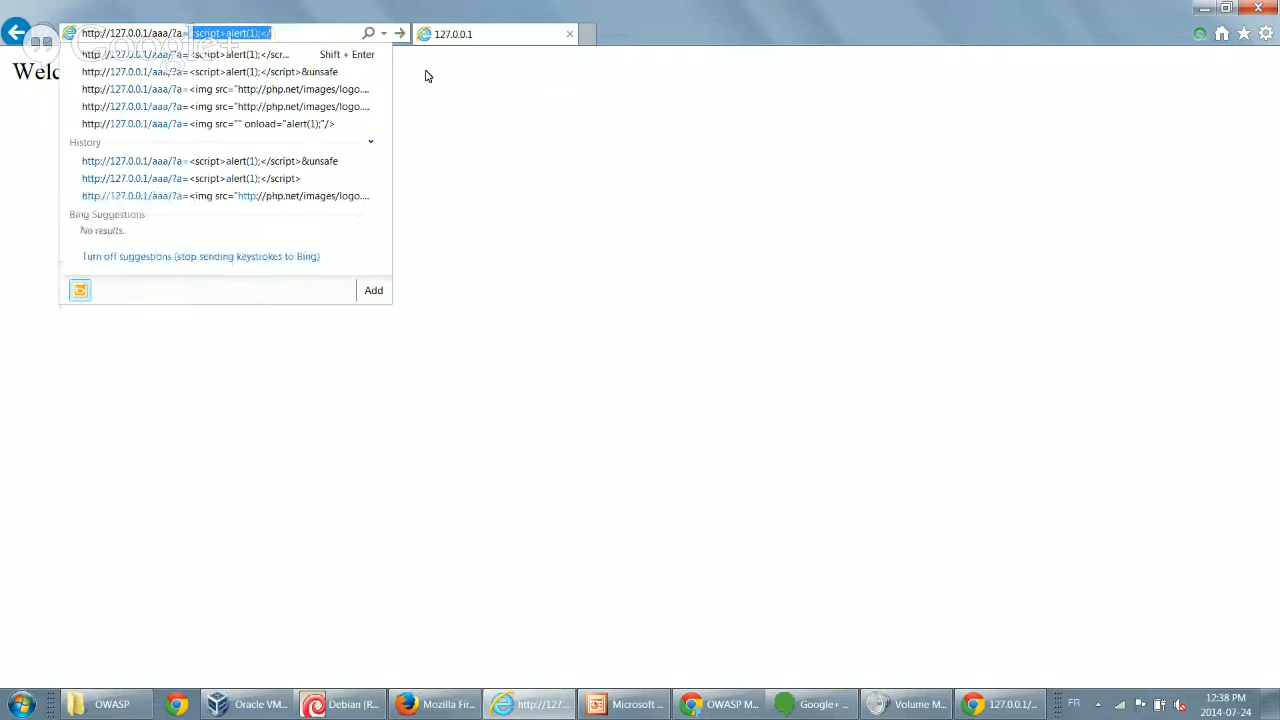 http://127.0.0.1/aaa/?a=<script>alert(1);</
127.0.0.1
Google+
Welc
http://127.0.0.1/aaa/?a=<script>alert(1);</scr... Shift + Enter
http://127.0.0.1/aaa/?a=<script>alert(1);</script>&unsafe
http://127.0.0.1/aaa/?a=<img src="http://php.net/images/logo....
http://127.0.0.1/aaa/?a=<img src="http://php.net/images/logo....
http://127.0.0.1/aaa/?a=<img src="" onload="alert(1);"/>
History
http://127.0.0.1/aaa/?a=<script>alert(1);</script>&unsafe
http://127.0.0.1/aaa/?a=<script>alert(1);</script>
http://127.0.0.1/aaa/?a=<img src="http://php.net/images/logo....
Bing Suggestions
No results.
Turn off suggestions (stop sending keystrokes to Bing)
Add
OWASP
Oracle VM...
Debian [R...
Mozilla Fir...
http://127...
Microsoft ...
OWASP M...
Google+ ...
Volume M...
127.0.0.1/...
FR
12:38 PM
2014-07-24